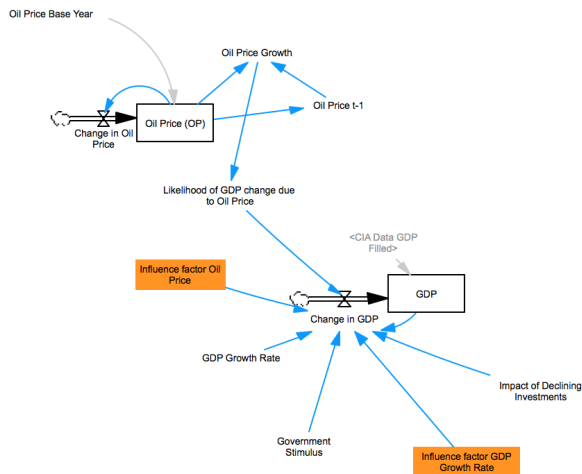 Oil Price Base Year
Oil Price Growth
Oil Price t-1
Oil Price (OP)
Change in Oil
Price
Likelihood of GDP change due
to Oil Price
<CIA Data GDP
Filled>
Influence factor Oil
Price
GDP
Change in GDP
GDP Growth Rate
Impact of Declining
Investments
Government
Stimulus
Influence factor GDP
Growth Rate